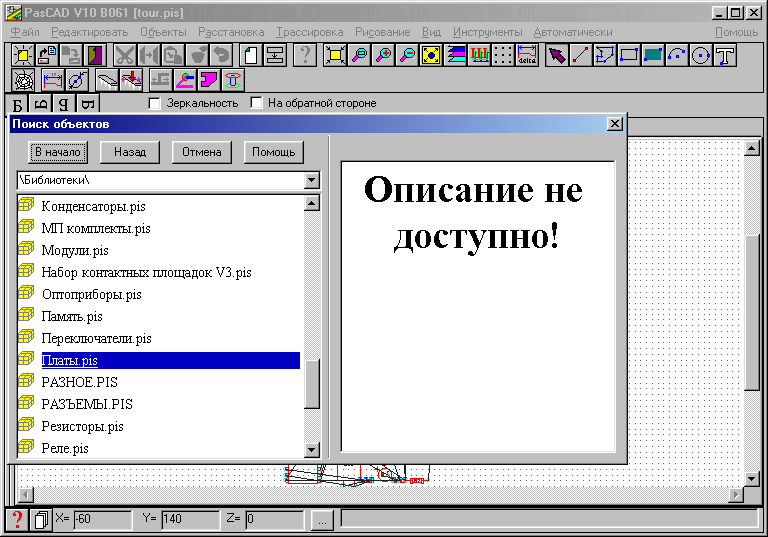 PasCAD V10 B061 [tour.pis]
Файл Редактировать Объекты Расстановка Трассировка Рисование Вид Инструменты Автоматически Помощь
delta
Зеркальность На обратной стороне
Поиск объектов
В начало Назад Отмена Помощь
\Библиотеки\
Конденсаторы.pis
МП комплекты.pis
Модули.pis
Набор контактных площадок V3.pis
Оптоприборы.pis
Память.pis
Переключатели.pis
Платы.pis
РАЗНОЕ.PIS
РАЗЪЕМЫ.PIS
Резисторы.pis
Реле.pis
Описание не
доступно!
X= -60 Y= 140 Z= 0 ...